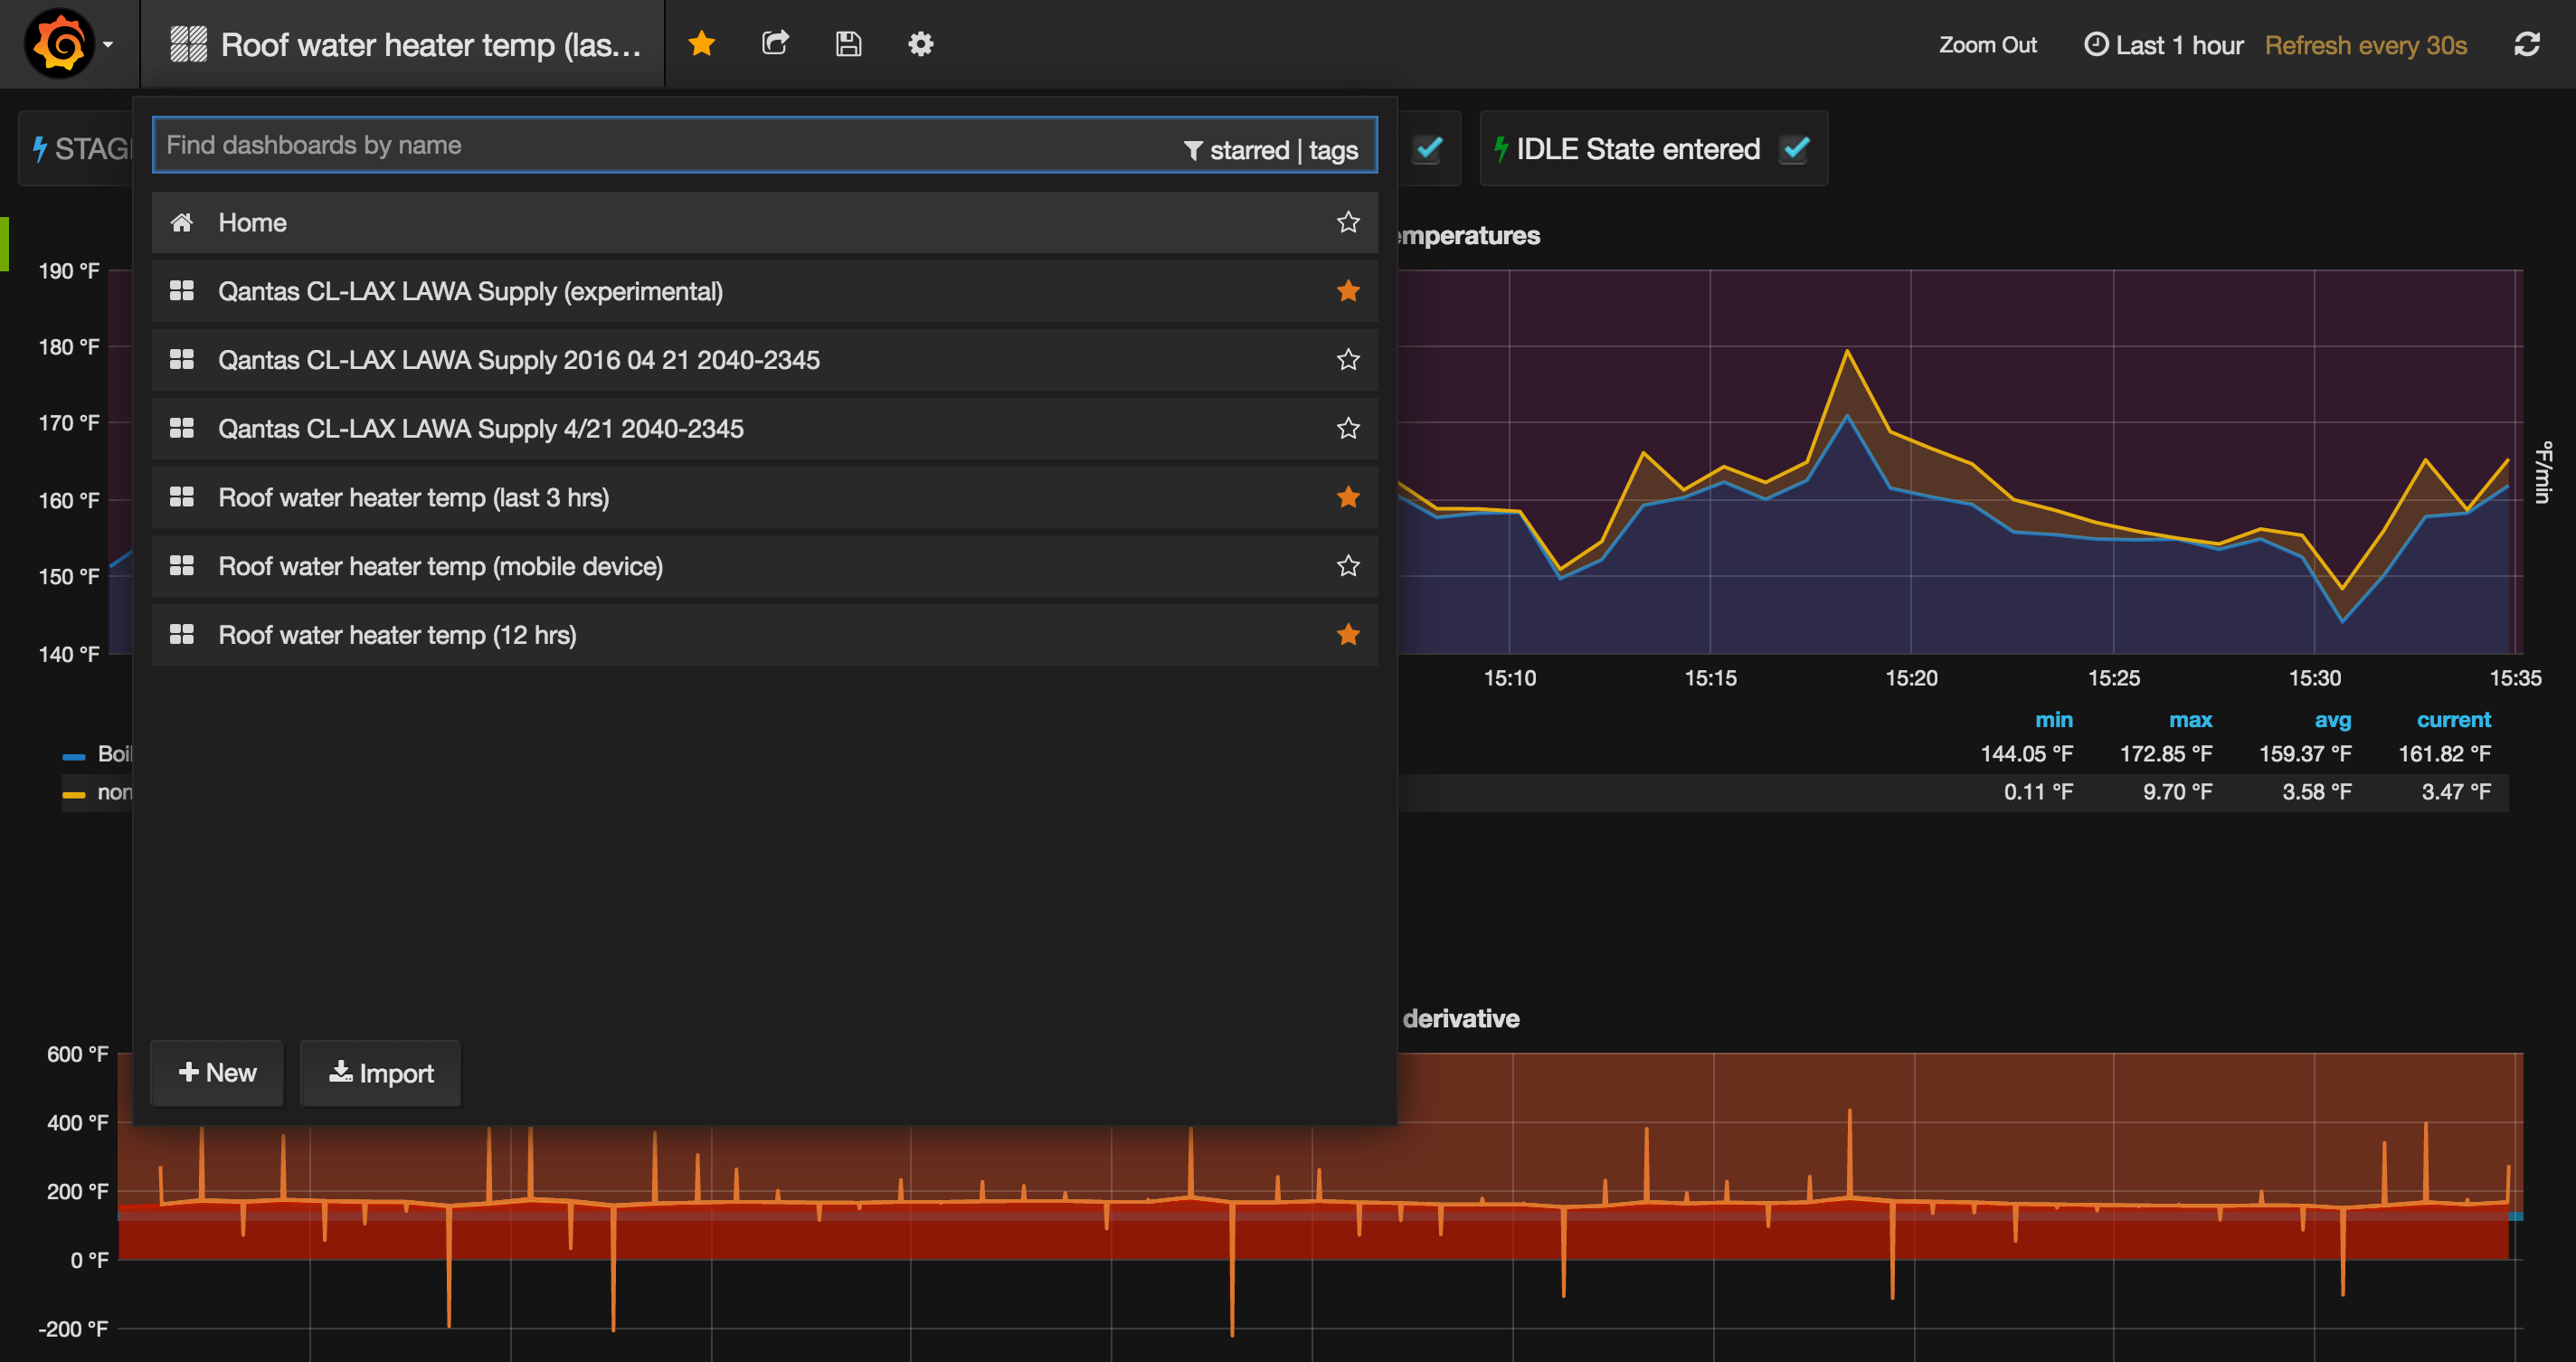 Roof water heater temp (las...
Zoom Out
Last 1 hour
Refresh every 30s
STAG
Find dashboards by name
starred | tags
IDLE State entered
Home
Qantas CL-LAX LAWA Supply (experimental)
Qantas CL-LAX LAWA Supply 2016 04 21 2040-2345
Qantas CL-LAX LAWA Supply 4/21 2040-2345
Roof water heater temp (last 3 hrs)
Roof water heater temp (mobile device)
Roof water heater temp (12 hrs)
New
Import
emperatures
190 °F
180 °F
170 °F
160 °F
150 °F
140 °F
°F/min
15:10 15:15 15:20 15:25 15:30 15:35
min max avg current
Boil 144.05 °F 172.85 °F 159.37 °F 161.82 °F
non 0.11 °F 9.70 °F 3.58 °F 3.47 °F
derivative
600 °F
400 °F
200 °F
0 °F
-200 °F